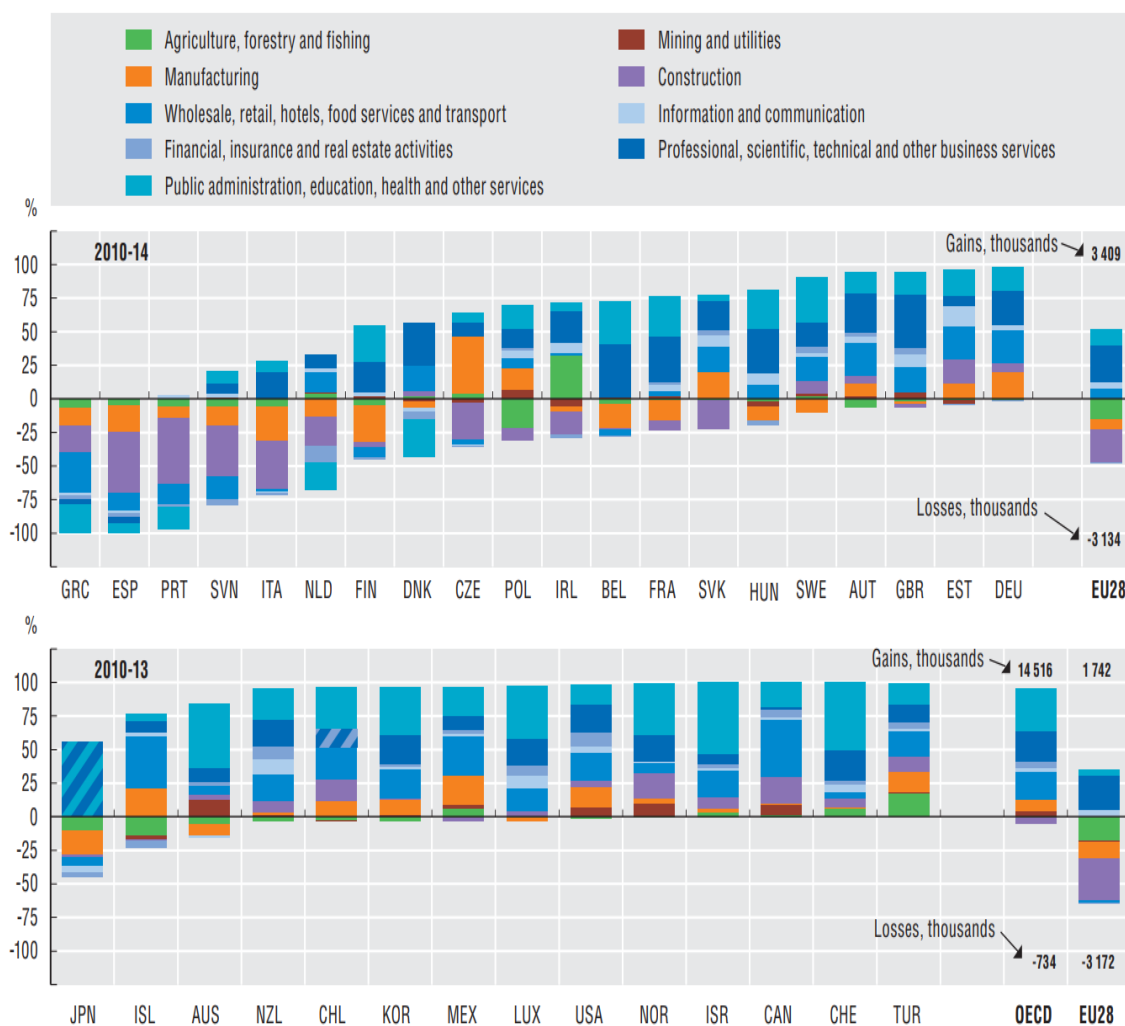 Agriculture, forestry and fishing
Mining and utilities
Manufacturing
Construction
Wholesale, retail, hotels, food services and transport
Information and communication
Financial, insurance and real estate activities
Professional, scientific, technical and other business services
Public administration, education, health and other services
%
2010-14
Gains, thousands
3 409
100
75
50
25
0
-25
-50
-75
-100
Losses, thousands
-3 134
GRC ESP PRT SVN ITA NLD FIN DNK CZE POL IRL BEL FRA SVK HUN SWE AUT GBR EST DEU EU28
%
2010-13
Gains, thousands
14 516 1 742
100
75
50
25
0
-25
-50
-75
-100
Losses, thousands
-734 -3 172
JPN ISL AUS NZL CHL KOR MEX LUX USA NOR ISR CAN CHE TUR OECD EU28